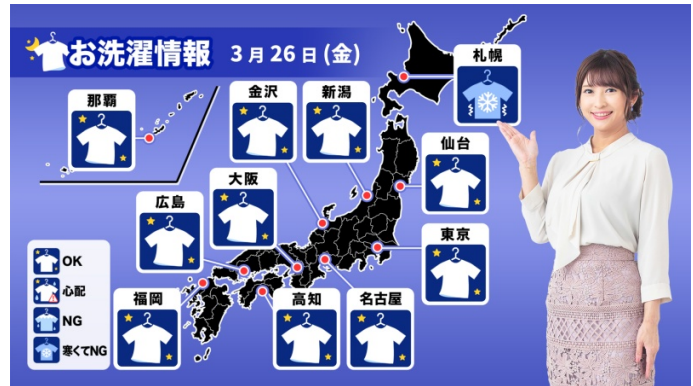 お洗濯情報 3月26日(金)
札幌
那覇
金沢
新潟
仙台
大阪
広島
東京
福岡
高知
名古屋
OK
心配
NG
寒くてNG